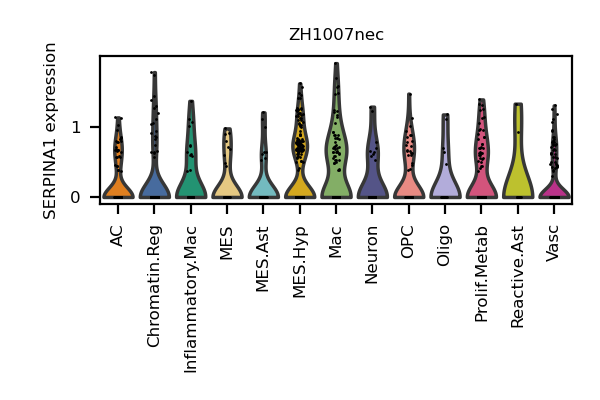 ZH1007nec
SERPINA1 expression
1
0
AC
Chromatin.Reg
Inflammatory.Mac
MES
MES.Ast
MES.Hyp
Mac
Neuron
OPC
Oligo
Prolif.Metab
Reactive.Ast
Vasc